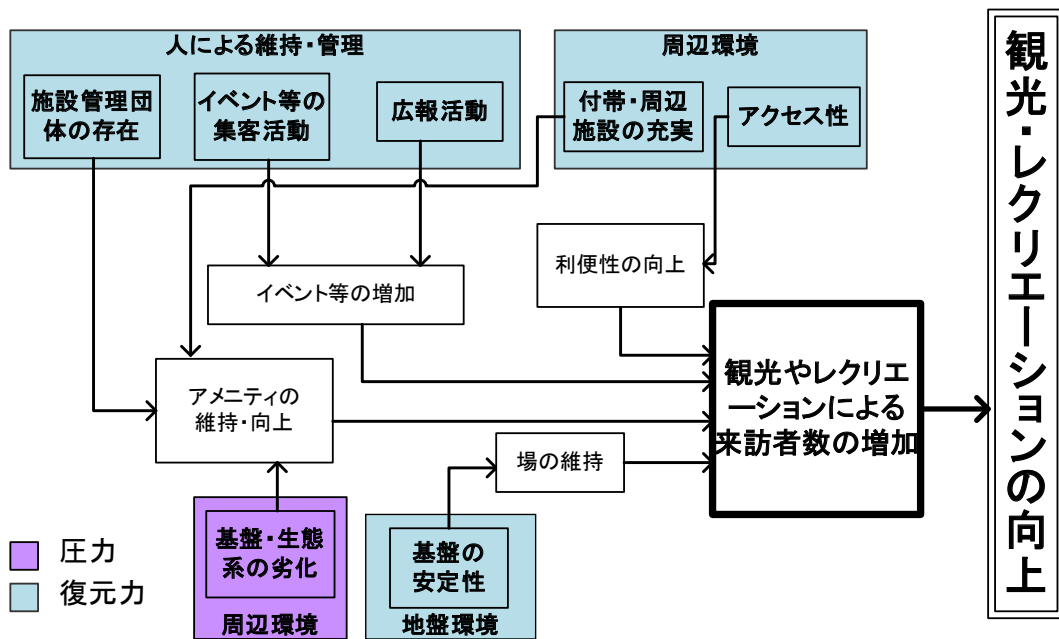 人による維持・管理
施設管理団
体の存在
イベント等の
集客活動
広報活動
周辺環境
付帯・周辺
施設の充実
アクセス性
利便性の向上
イベント等の増加
アメニティの
維持・向上
観光やレクリエ
ーションによる
来訪者数の増加
場の維持
基盤・生態
系の劣化
周辺環境
基盤の
安定性
地盤環境
圧力
復元力
観光・レクリエーションの向上